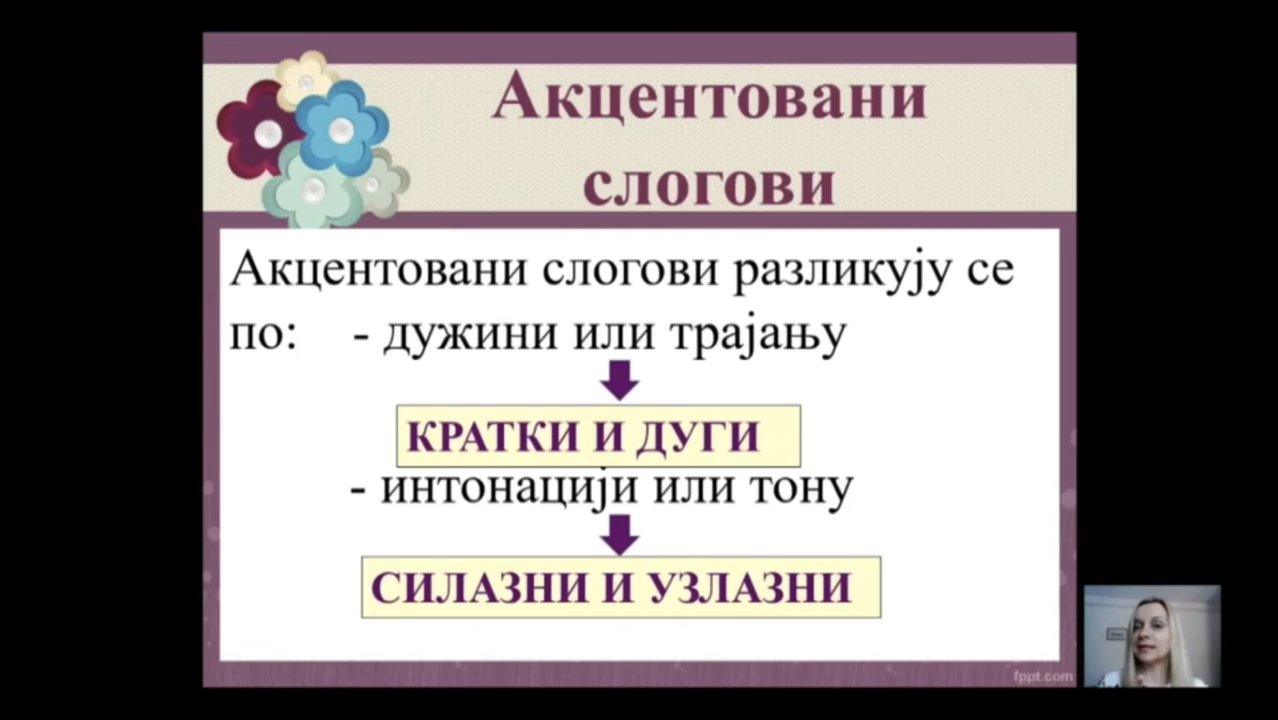 Акцентовани
слогови
Акцентовани слогови разликују се
по: - дужини или трајању
КРАТКИ И ДУГИ
- интонацији или тону
СИЛАЗНИ И УЗЛАЗНИ
fppt.com